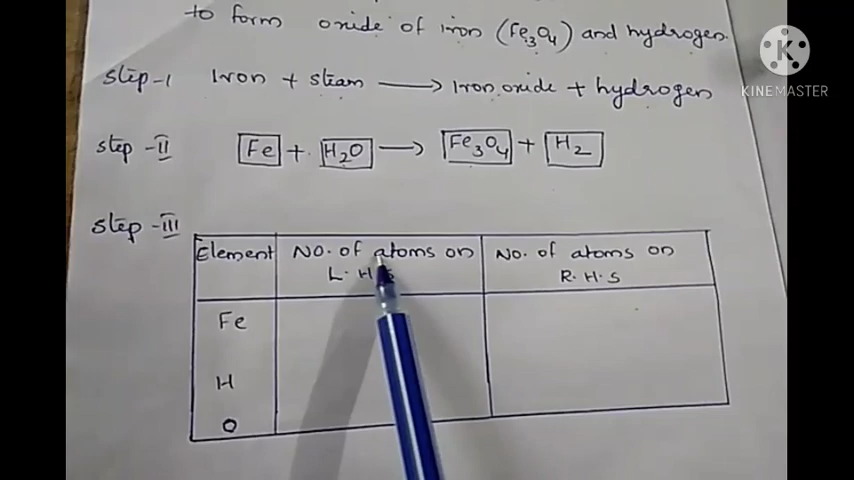 to form oxide of iron (Fe3O4) and hydrogen.
K
KINEMASTER
step-I Iron + steam ⟶ Iron oxide + hydrogen
step-II Fe + H2O ⟶ Fe3O4 + H2
step-III
Element NO. of atoms on L.H.S NO. of atoms on R.H.S
Fe
H
O